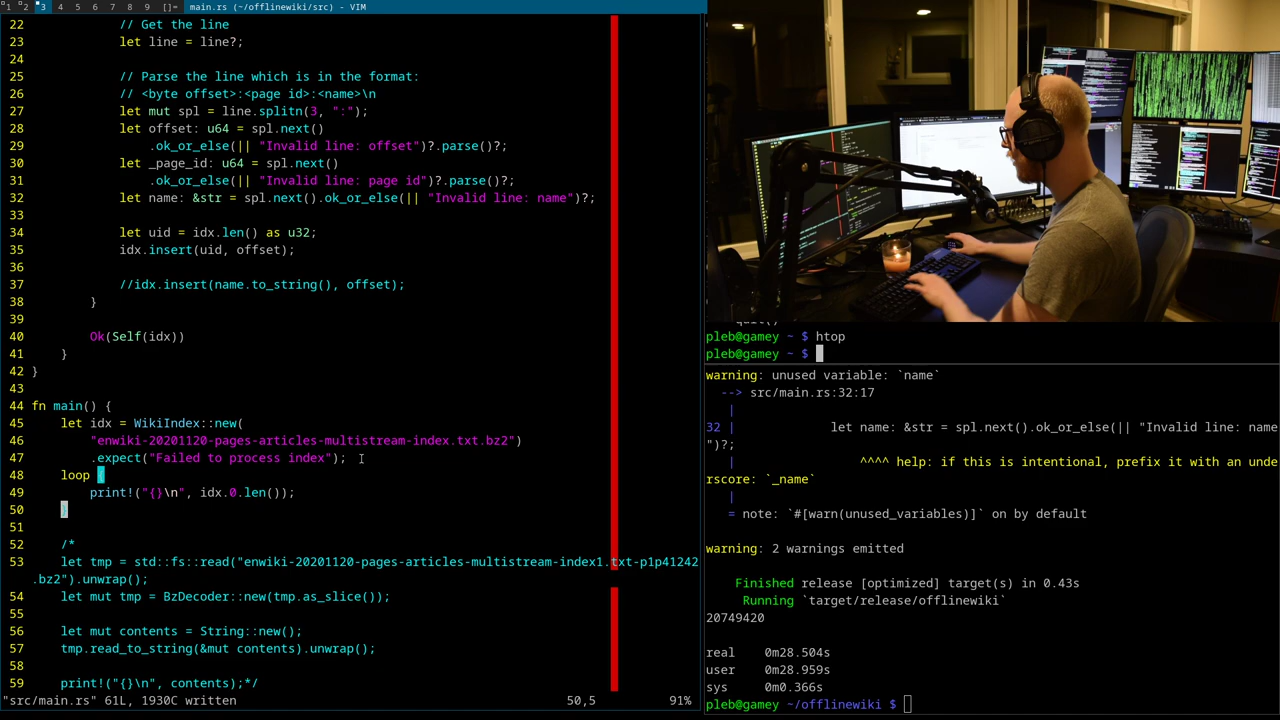 1 2 3 4 5 6 7 8 9 []= main.rs (~/offlinewiki/src) - VIM
22 // Get the line
23 let line = line?;
24
25 // Parse the line which is in the format:
26 // <byte offset>:<page id>:<name>\n
27 let mut spl = line.splitn(3, ":");
28 let offset: u64 = spl.next()
29 .ok_or_else(|| "Invalid line: offset")?.parse()?;
30 let _page_id: u64 = spl.next()
31 .ok_or_else(|| "Invalid line: page id")?.parse()?;
32 let name: &str = spl.next().ok_or_else(|| "Invalid line: name")?;
33
34 let uid = idx.len() as u32;
35 idx.insert(uid, offset);
36
37 //idx.insert(name.to_string(), offset);
38 }
39
40 Ok(Self(idx))
41 }
42 }
43
44 fn main() {
45 let idx = WikiIndex::new(
46 "enwiki-20201120-pages-articles-multistream-index.txt.bz2")
47 .expect("Failed to process index");
48 loop {
49 print!("{}\n", idx.0.len());
50 }
51
52 /*
53 let tmp = std::fs::read("enwiki-20201120-pages-articles-multistream-index1.txt-p1p41242
.bz2").unwrap();
54 let mut tmp = BzDecoder::new(tmp.as_slice());
55
56 let mut contents = String::new();
57 tmp.read_to_string(&mut contents).unwrap();
58
59 print!("{}\n", contents);*/
"src/main.rs" 61L, 1930C written 50,5 91%
quit()
pleb@gamey ~ $ htop
pleb@gamey ~ $
warning: unused variable: `name`
--> src/main.rs:32:17
|
32 | let name: &str = spl.next().ok_or_else(|| "Invalid line: name
")?;
| ^^^^ help: if this is intentional, prefix it with an unde
rscore: `_name`
|
= note: `#[warn(unused_variables)]` on by default
warning: 2 warnings emitted
Finished release [optimized] target(s) in 0.43s
Running `target/release/offlinewiki`
20749420
real 0m28.504s
user 0m28.959s
sys 0m0.366s
pleb@gamey ~/offlinewiki $